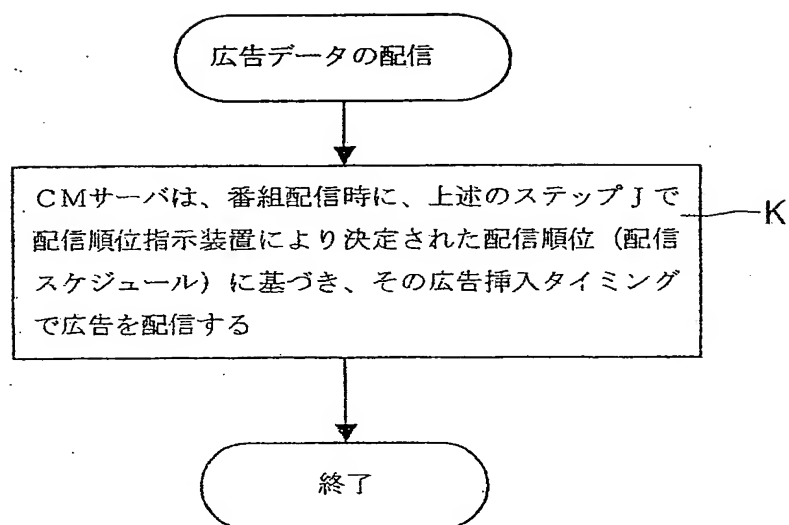 広告データの配信
CMサーバは、番組配信時に、上述のステップJで
配信順位指示装置により決定された配信順位（配信
スケジュール）に基づき、その広告挿入タイミング
で広告を配信する
K
終了